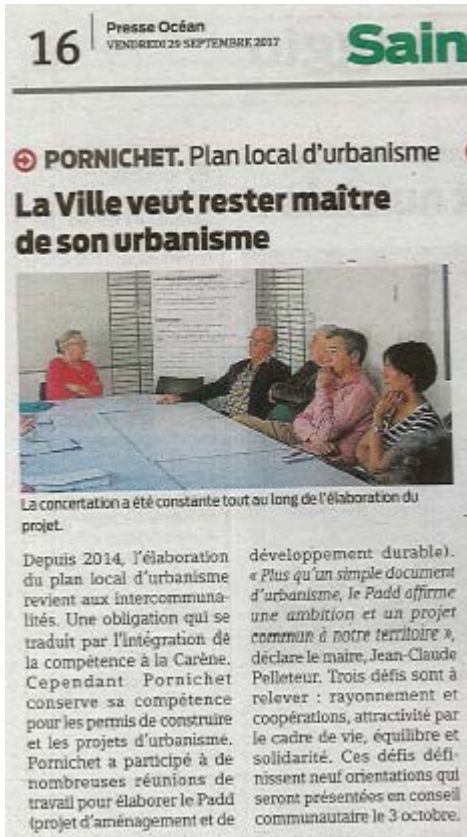 16
Presse Océan
VENDREDI 29 SEPTEMBRE 2017
Sain
PORNICHET. Plan local d'urbanisme
La Ville veut rester maître
de son urbanisme
La concertation a été constante tout au long de l'élaboration du
projet.
Depuis 2014, l'élaboration
du plan local d'urbanisme
revient aux intercommuna-
lités. Une obligation qui se
traduit par l'intégration de
la compétence à la Carène.
Cependant Pornichet
conserve sa compétence
pour les permis de construire
et les projets d'urbanisme.
Pornichet a participé à de
nombreuses réunions de
travail pour élaborer le Padd
(projet d'aménagement et de
développement durable).
« Plus qu'un simple document
d'urbanisme, le Padd affirme
une ambition et un projet
commun à notre territoire »,
déclare le maire, Jean-Claude
Pelleteur. Trois défis sont à
relever : rayonnement et
coopérations, attractivité par
le cadre de vie, équilibre et
solidarité. Ces défis défi-
nissent neuf orientations qui
seront présentées en conseil
communautaire le 3 octobre.